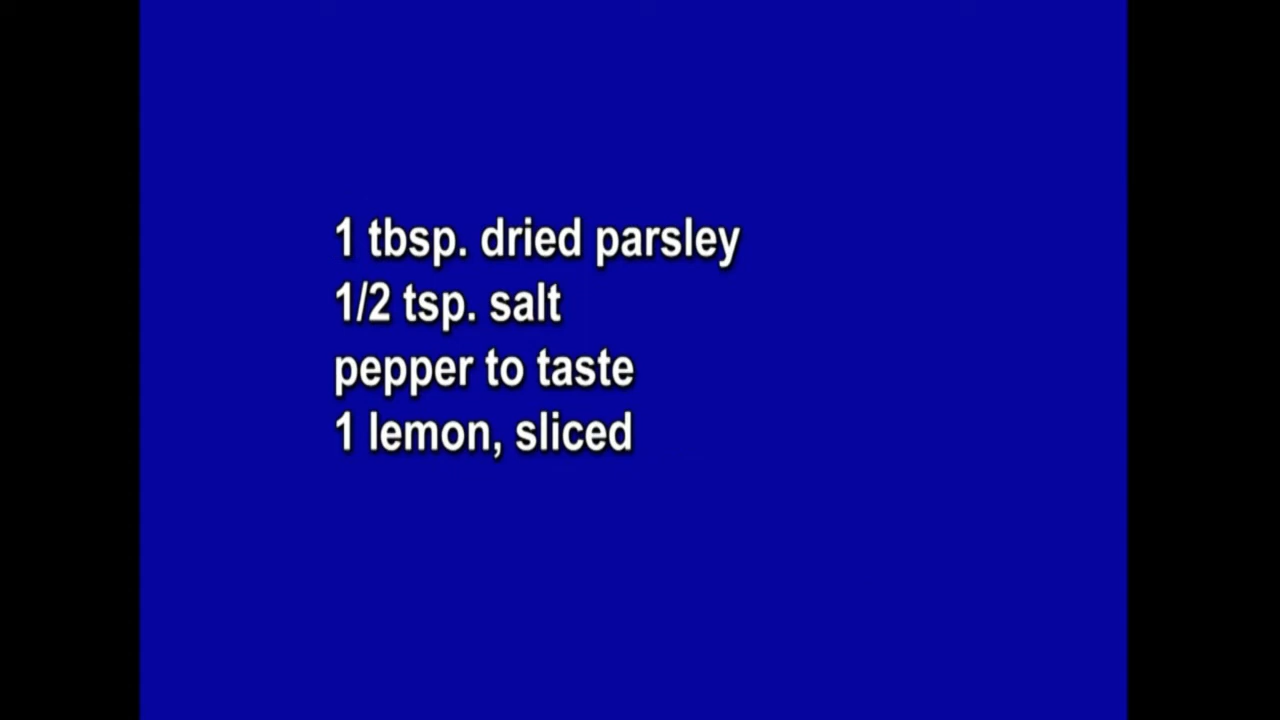 1 tbsp. dried parsley
1/2 tsp. salt
pepper to taste
1 lemon, sliced